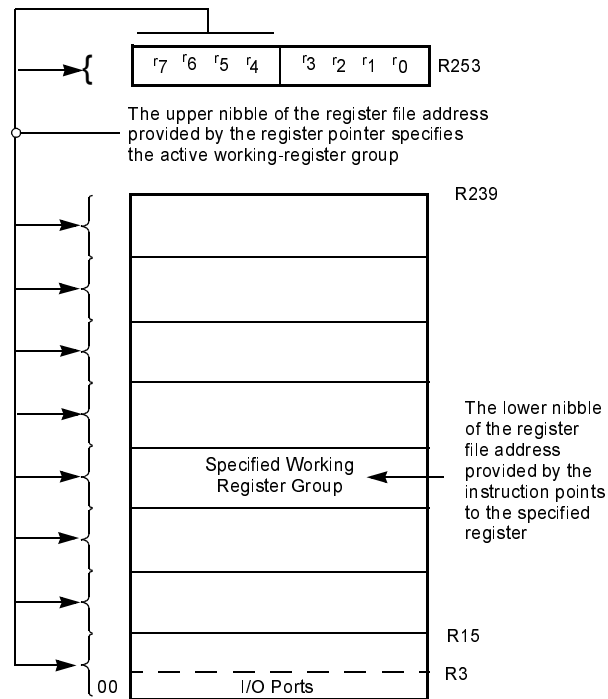 r7 r6 r5 r4 r3 r2 r1 r0 R253
The upper nibble of the register file address
provided by the register pointer specifies
the active working-register group
R239
Specified Working
Register Group
The lower nibble
of the register
file address
provided by the
instruction points
to the specified
register
R15
R3
00 I/O Ports